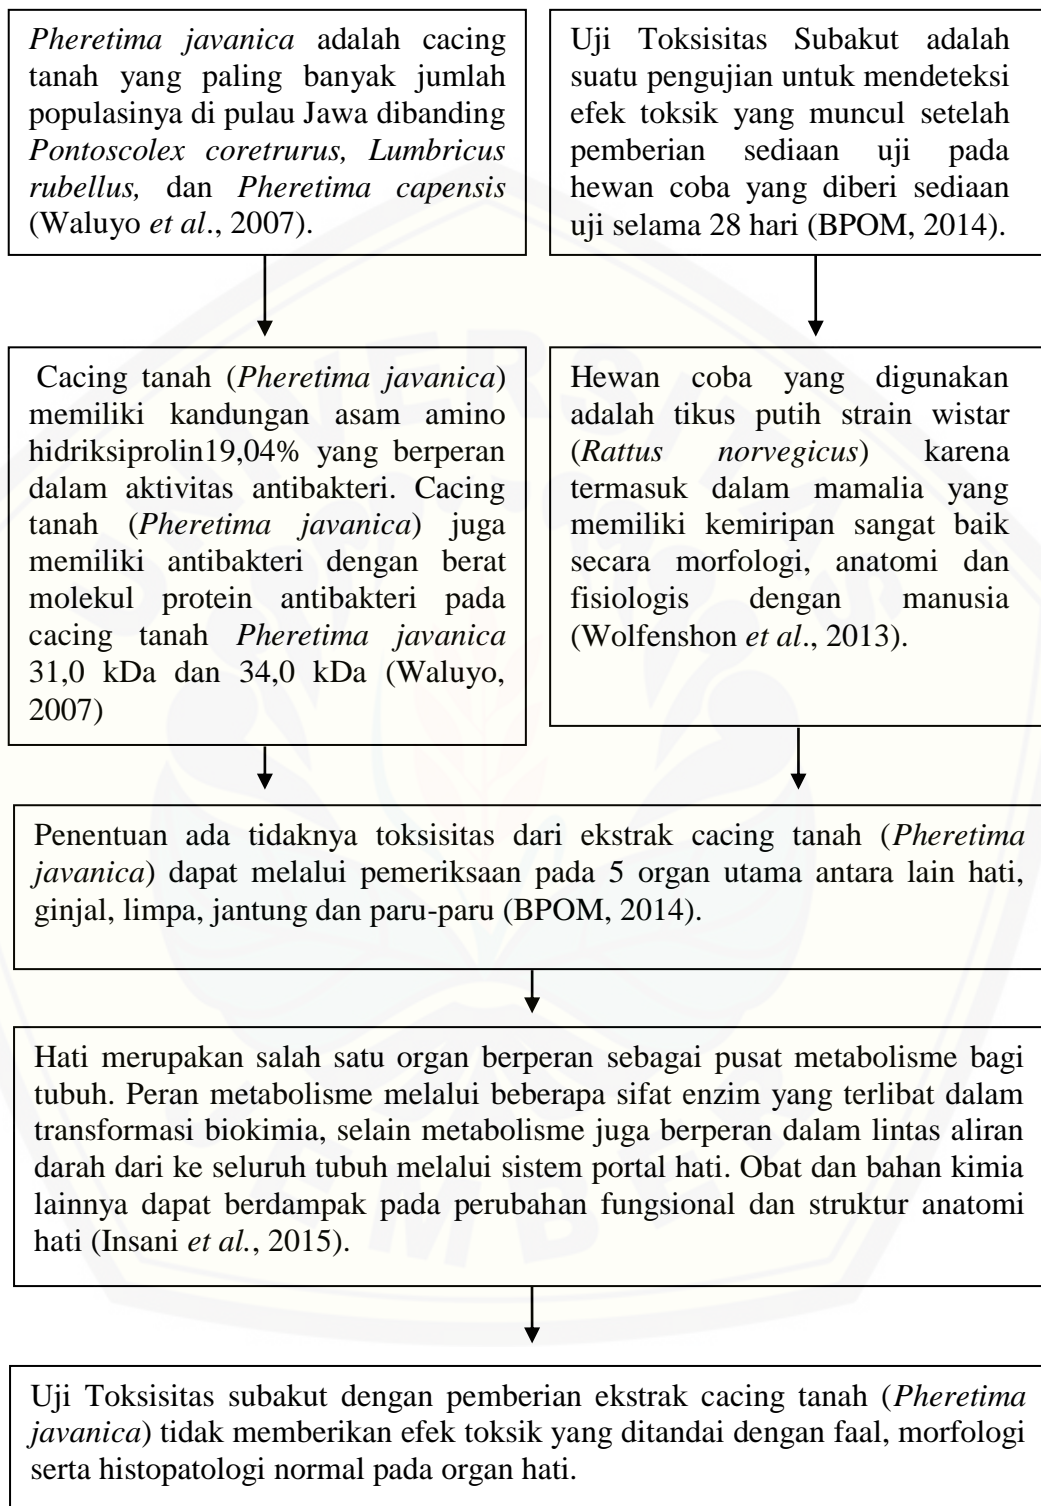 Pheretima javanica adalah cacing
tanah yang paling banyak jumlah
populasinya di pulau Jawa dibanding
Pontoscolex coretrurus, Lumbricus
rubellus, dan Pheretima capensis
(Waluyo et al., 2007).
Uji Toksisitas Subakut adalah
suatu pengujian untuk mendeteksi
efek toksik yang muncul setelah
pemberian sediaan uji pada
hewan coba yang diberi sediaan
uji selama 28 hari (BPOM, 2014).
Cacing tanah (Pheretima javanica)
memiliki kandungan asam amino
hidriksiprolin19,04% yang berperan
dalam aktivitas antibakteri. Cacing
tanah (Pheretima javanica) juga
memiliki antibakteri dengan berat
molekul protein antibakteri pada
cacing tanah Pheretima javanica
31,0 kDa dan 34,0 kDa (Waluyo,
2007)
Hewan coba yang digunakan
adalah tikus putih strain wistar
(Rattus norvegicus) karena
termasuk dalam mamalia yang
memiliki kemiripan sangat baik
secara morfologi, anatomi dan
fisiologis dengan manusia
(Wolfenshon et al., 2013).
Penentuan ada tidaknya toksisitas dari ekstrak cacing tanah (Pheretima
javanica) dapat melalui pemeriksaan pada 5 organ utama antara lain hati,
ginjal, limpa, jantung dan paru-paru (BPOM, 2014).
Hati merupakan salah satu organ berperan sebagai pusat metabolisme bagi
tubuh. Peran metabolisme melalui beberapa sifat enzim yang terlibat dalam
transformasi biokimia, selain metabolisme juga berperan dalam lintas aliran
darah dari ke seluruh tubuh melalui sistem portal hati. Obat dan bahan kimia
lainnya dapat berdampak pada perubahan fungsional dan struktur anatomi
hati (Insani et al., 2015).
Uji Toksisitas subakut dengan pemberian ekstrak cacing tanah (Pheretima
javanica) tidak memberikan efek toksik yang ditandai dengan faal, morfologi
serta histopatologi normal pada organ hati.
UNIVERSITAS
JEMBER